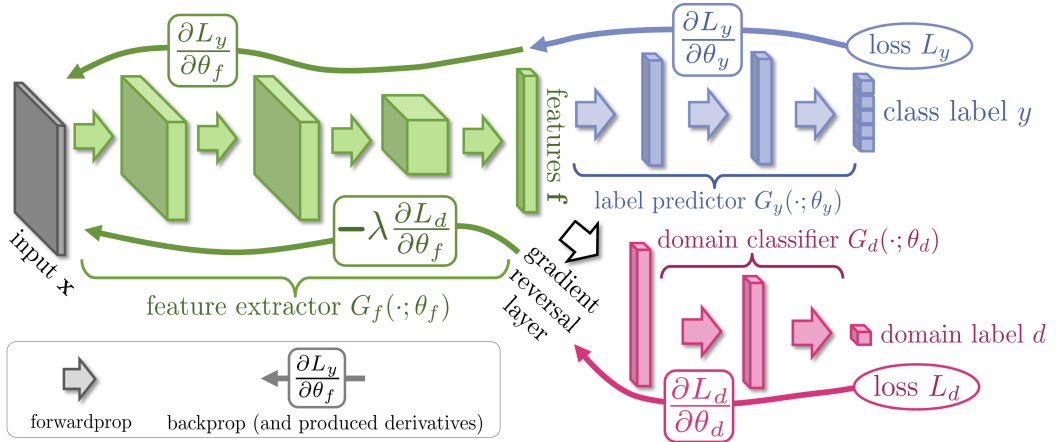 ∂L_y
∂θ_f
∂L_y
∂θ_y
loss L_y
features f
class label y
label predictor G_y(·; θ_y)
input x
−λ ∂L_d
∂θ_f
feature extractor G_f(·; θ_f)
gradient
reversal
layer
domain classifier G_d(·; θ_d)
domain label d
loss L_d
∂L_d
∂θ_d
forwardprop
∂L_y
∂θ_f
backprop (and produced derivatives)